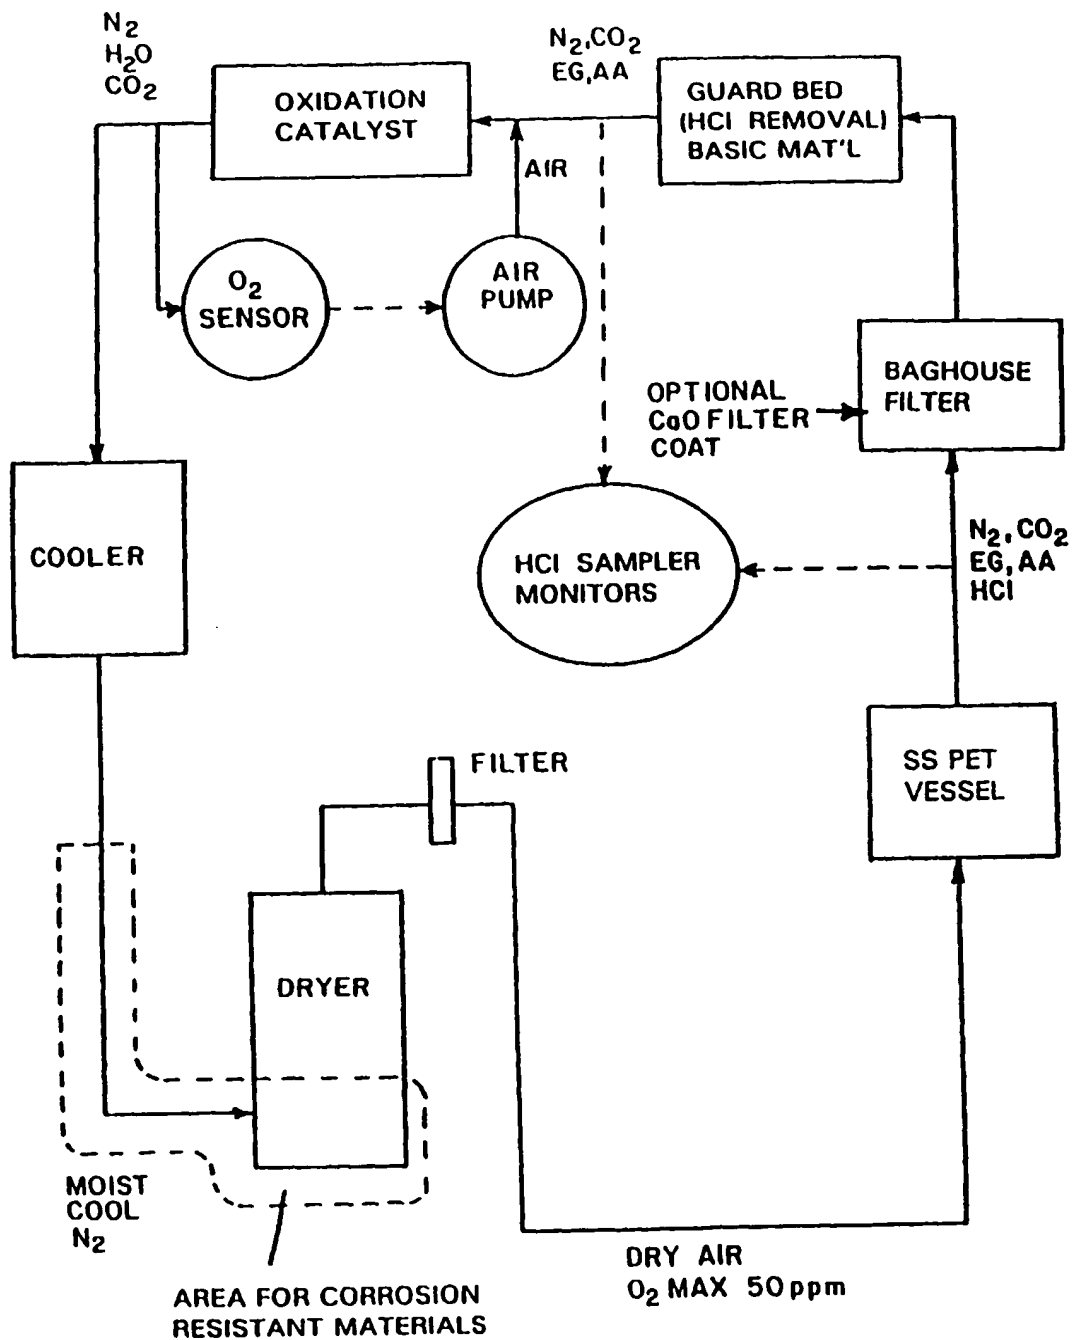 N2
H2O
CO2
OXIDATION
CATALYST
N2,CO2
EG,AA
GUARD BED
(HCl REMOVAL)
BASIC MAT'L
AIR
O2
SENSOR
AIR
PUMP
OPTIONAL
CaO FILTER
COAT
BAGHOUSE
FILTER
COOLER
HCl SAMPLER
MONITORS
N2,CO2
EG,AA
HCl
SS PET
VESSEL
FILTER
DRYER
MOIST
COOL
N2
DRY AIR
O2 MAX 50ppm
AREA FOR CORROSION
RESISTANT MATERIALS